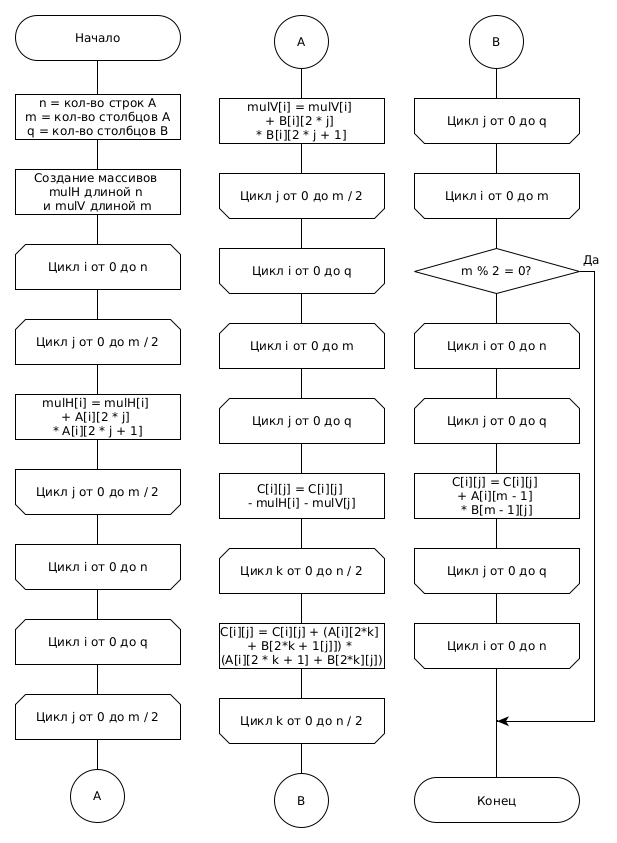 Начало
n = кол-во строк A
m = кол-во столбцов A
q = кол-во столбцов B
Создание массивов
mulH длиной n
и mulV длиной m
Цикл i от 0 до n
Цикл j от 0 до m / 2
mulH[i] = mulH[i]
+ A[i][2 * j]
* A[i][2 * j + 1]
Цикл j от 0 до m / 2
Цикл i от 0 до n
Цикл i от 0 до q
Цикл j от 0 до m / 2
A
A
mulV[i] = mulV[i]
+ B[i][2 * j]
* B[i][2 * j + 1]
Цикл j от 0 до m / 2
Цикл i от 0 до q
Цикл i от 0 до m
Цикл j от 0 до q
C[i][j] = C[i][j]
- mulH[i] - mulV[j]
Цикл k от 0 до n / 2
C[i][j] = C[i][j] + (A[i][2*k]
+ B[2*k + 1[j]]) *
(A[i][2 * k + 1] + B[2*k][j])
Цикл k от 0 до n / 2
B
B
Цикл j от 0 до q
Цикл i от 0 до m
m % 2 = 0?
Да
Цикл i от 0 до n
Цикл j от 0 до q
C[i][j] = C[i][j]
+ A[i][m - 1]
* B[m - 1][j]
Цикл j от 0 до q
Цикл i от 0 до n
Конец